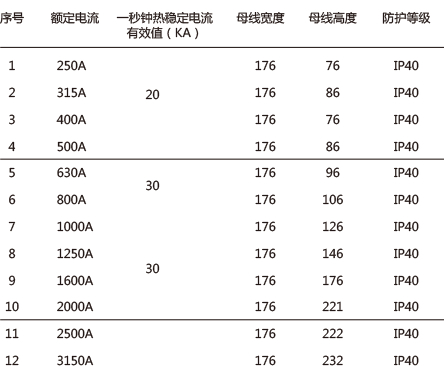 序号 额定电流 一秒钟热稳定电流有效值（KA） 母线宽度 母线高度 防护等级
1 250A 176 76 IP40
2 315A 20 176 86 IP40
3 400A 176 76 IP40
4 500A 176 86 IP40
5 630A 30 176 96 IP40
6 800A 176 106 IP40
7 1000A 176 126 IP40
8 1250A 30 176 146 IP40
9 1600A 176 176 IP40
10 2000A 176 221 IP40
11 2500A 176 222 IP40
12 3150A 176 232 IP40